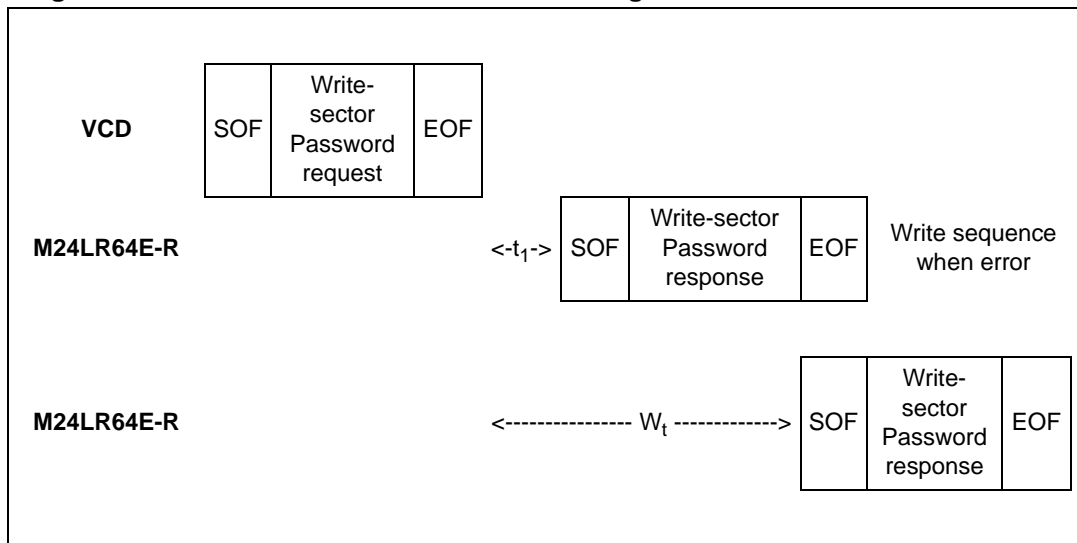 VCD
SOF
Write-
sector
Password
request
EOF
M24LR64E-R
<-t1->
SOF
Write-sector
Password
response
EOF
Write sequence
when error
M24LR64E-R
<---------------- Wt ------------->
SOF
Write-
sector
Password
response
EOF